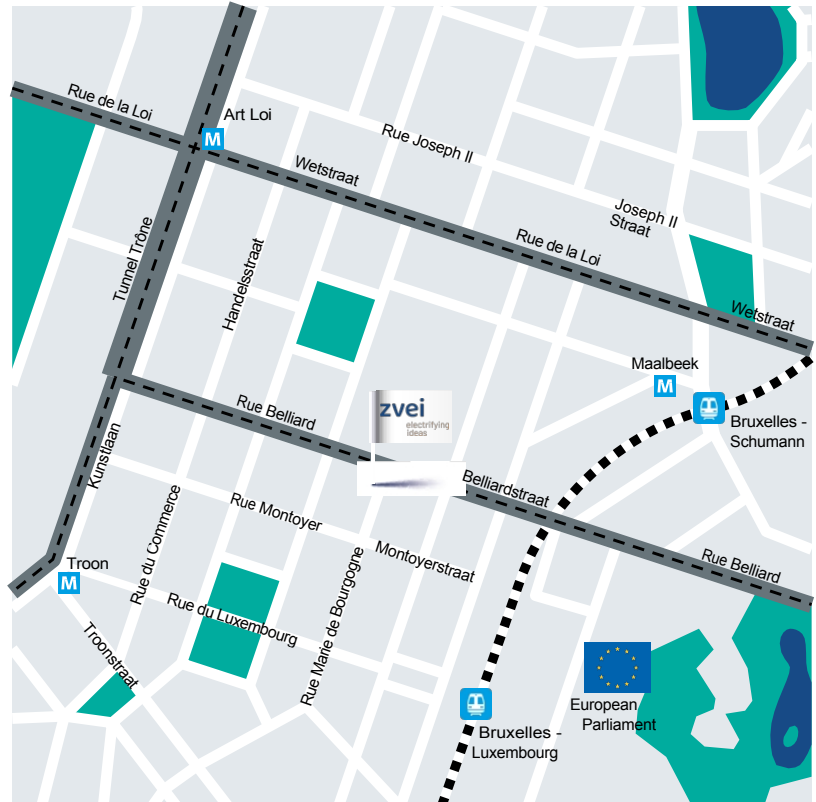 Rue de la Loi
Art Loi
M
Rue Joseph II
Wetstraat
Joseph II
Straat
Tunnel Trône
Handelsstraat
Rue de la Loi
Wetstraat
Maalbeek
M
Bruxelles -
Schumann
Rue Belliard
zvei
electrifying
ideas
Kunstlaan
Belliardstraat
Rue Montoyer
Rue du Commerce
Montoyerstraat
Rue Belliard
Troon
M
Rue du Luxembourg
Rue Marie de Bourgogne
Troonstraat
European
Parliament
Bruxelles -
Luxembourg